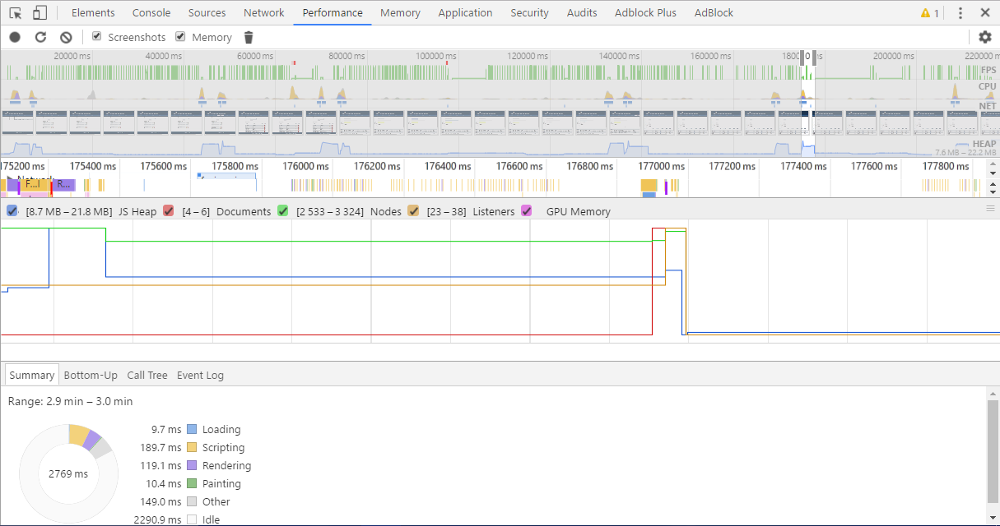 Elements Console Sources Network Performance Memory Application Security Audits Adblock Plus AdBlock 1
Screenshots Memory
20000 ms 40000 ms 60000 ms 80000 ms 100000 ms 120000 ms 140000 ms 160000 ms 200000 ms
FPS
CPU
NET
HEAP
7.6 MB – 22.2 MB
175200 ms 175400 ms 175600 ms 175800 ms 176000 ms 176200 ms 176400 ms 176600 ms 176800 ms 177000 ms 177200 ms 177400 ms 177600 ms 177800 ms
Network
F...l R...
[8.7 MB – 21.8 MB] JS Heap [4 – 6] Documents [2 533 – 3 324] Nodes [23 – 38] Listeners GPU Memory
Summary Bottom-Up Call Tree Event Log
Range: 2.9 min – 3.0 min
2769 ms
9.7 ms Loading
189.7 ms Scripting
119.1 ms Rendering
10.4 ms Painting
149.0 ms Other
2290.9 ms Idle